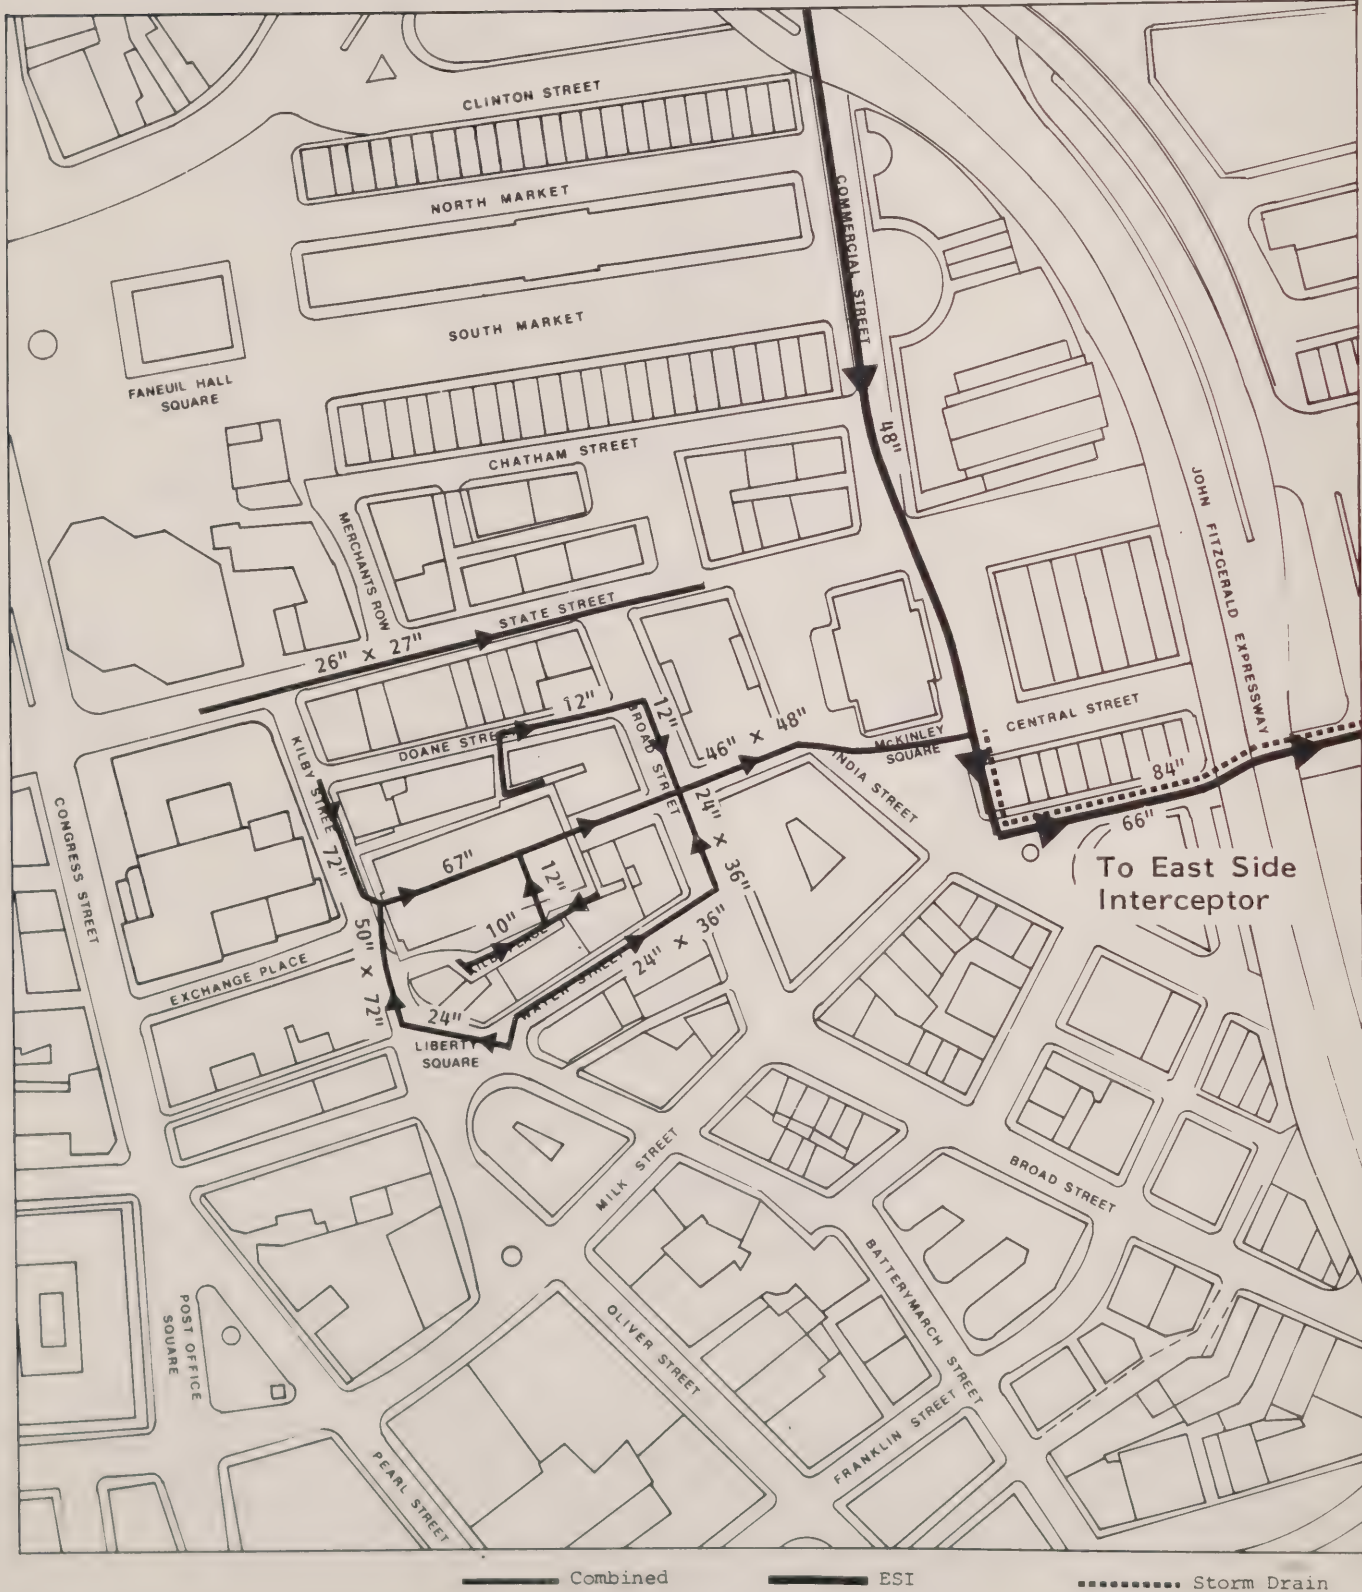 CLINTON STREET
NORTH MARKET
COMMERCIAL STREET
SOUTH MARKET
FANEUIL HALL
SQUARE
48"
CHATHAM STREET
JOHN FITZGERALD EXPRESSWAY
MERCHANTS ROW
STATE STREET
26" X 27"
12"
12"
BROAD STREET
CENTRAL STREET
46" X 48"
McKINLEY
SQUARE
DOANE STREE
KILBY STREE
72"
INDIA STREET
84"
66"
CONGRESS STREET
24" X 36"
67"
12"
To East Side
Interceptor
10"
PLACE
24" X 36"
WATER STREE
50" X 72"
EXCHANGE PLACE
24"
LIBERTY
SQUARE
MILK STREET
BROAD STREET
BATTERYMARCH STREET
POST OFFICE
SQUARE
OLIVER STREET
FRANKLIN STREET
PEARL STREET
Combined
ESI
Storm Drain